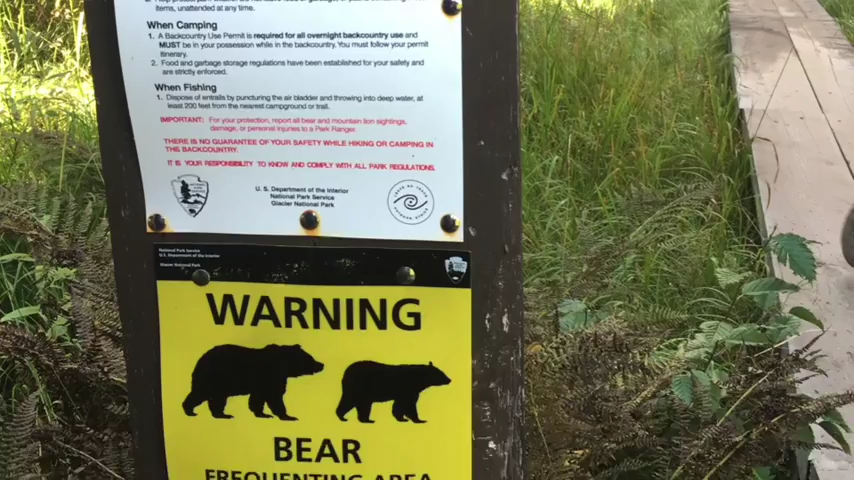 items, unattended at any time.
When Camping
1. A Backcountry Use Permit is required for all overnight backcountry use and
MUST be in your possession while in the backcountry. You must follow your permit
itinerary.
2. Food and garbage storage regulations have been established for your safety and
are strictly enforced.
When Fishing
1. Dispose of entrails by puncturing the air bladder and throwing into deep water, at
least 200 feet from the nearest campground or trail.
IMPORTANT: For your protection, report all bear and mountain lion sightings,
damage, or personal injuries to a Park Ranger.
THERE IS NO GUARANTEE OF YOUR SAFETY WHILE HIKING OR CAMPING IN
THE BACKCOUNTRY.
IT IS YOUR RESPONSIBILITY TO KNOW AND COMPLY WITH ALL PARK REGULATIONS.
U. S. Department of the Interior
National Park Service
Glacier National Park
National Park Service
U.S. Department of the Interior
Glacier National Park
WARNING
BEAR
FREQUENTING AREA